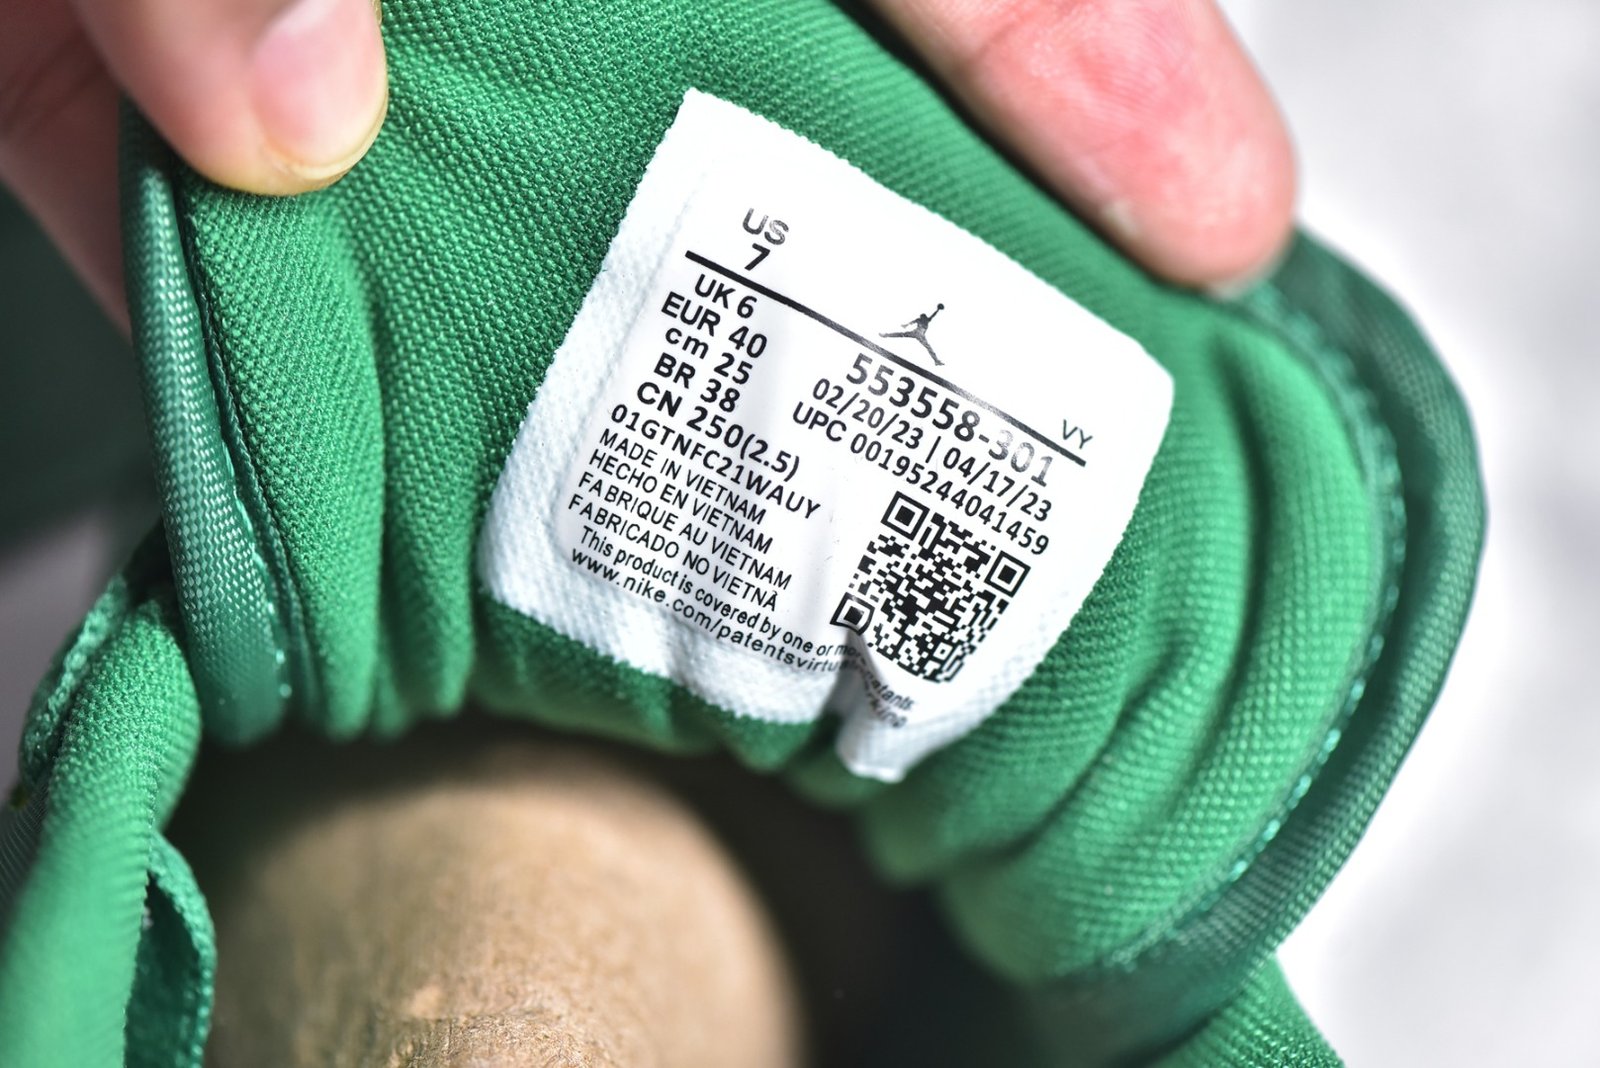 US
7
UK 6
EUR 40
cm 25
BR 38
CN 250(2.5)
01GTNFC21WAUY
MADE IN VIETNAM
HECHO EN VIETNAM
FABRIQUE AU VIETNAM
FABRICADO NO VIETNÃ
This product is covered by one or
www.nike.com/patents
VY
553558-301
02/20/23 | 04/17/23
UPC 00195244041459